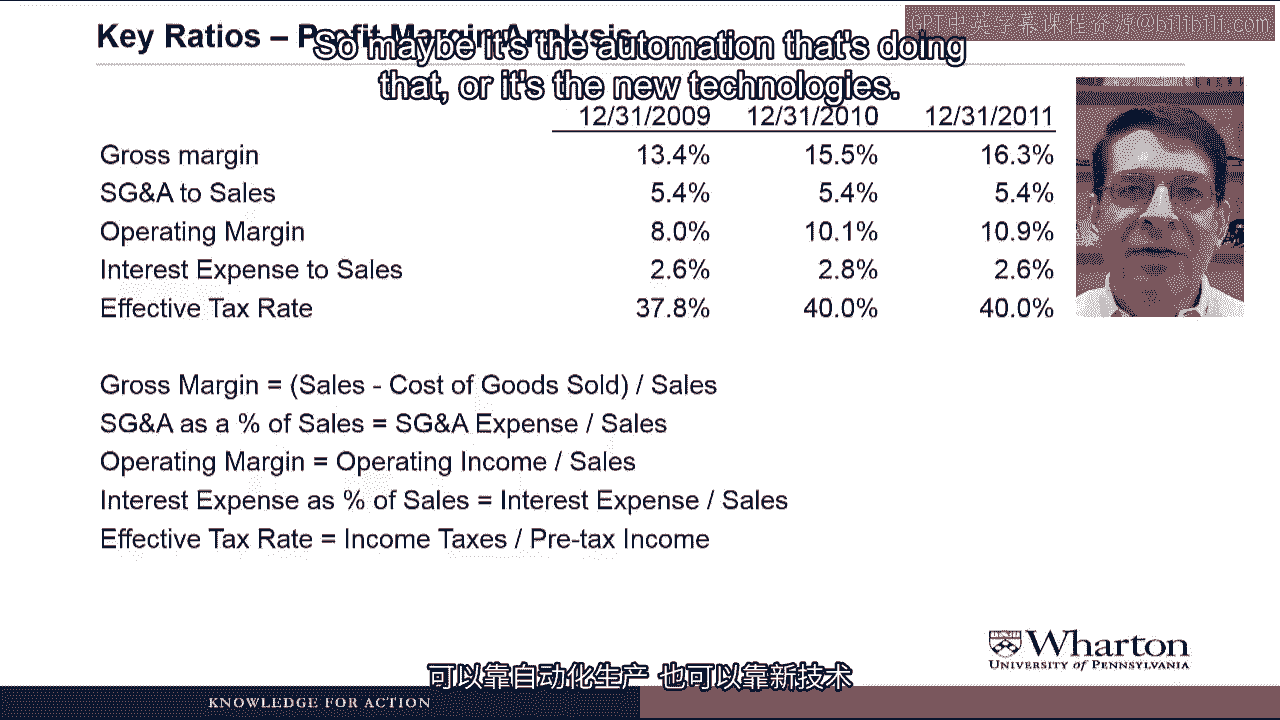 GPT中英字幕课程资源@bilibili.com
Key Ratios – Profit Margin Analysis
So maybe it's the automation that's doing
that, or it's the new technologies.
12/31/2009 12/31/2010 12/31/2011
Gross margin 13.4% 15.5% 16.3%
SG&A to Sales 5.4% 5.4% 5.4%
Operating Margin 8.0% 10.1% 10.9%
Interest Expense to Sales 2.6% 2.8% 2.6%
Effective Tax Rate 37.8% 40.0% 40.0%
Gross Margin = (Sales - Cost of Goods Sold) / Sales
SG&A as a % of Sales = SG&A Expense / Sales
Operating Margin = Operating Income / Sales
Interest Expense as % of Sales = Interest Expense / Sales
Effective Tax Rate = Income Taxes / Pre-tax Income
Wharton
UNIVERSITY OF PENNSYLVANIA
可以靠自动化生产 也可以靠新技术
KNOWLEDGE FOR ACTION